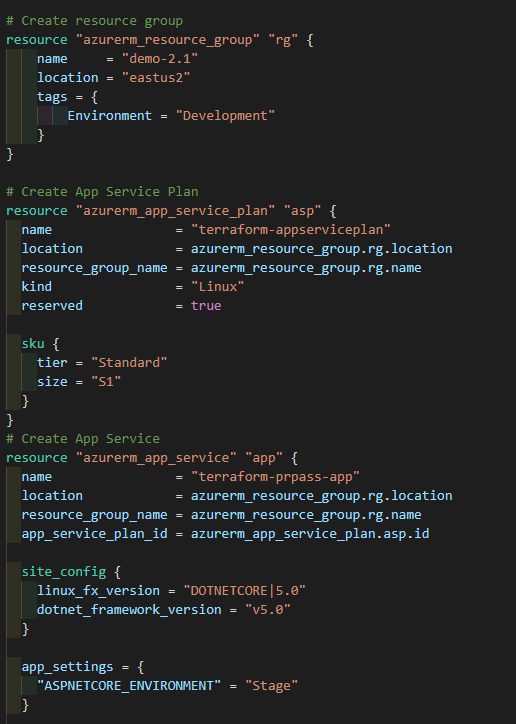 # Create resource group
resource "azurerm_resource_group" "rg" {
    name     = "demo-2.1"
    location = "eastus2"
    tags = {
        Environment = "Development"
    }
}

# Create App Service Plan
resource "azurerm_app_service_plan" "asp" {
  name                = "terraform-appserviceplan"
  location            = azurerm_resource_group.rg.location
  resource_group_name = azurerm_resource_group.rg.name
  kind                = "Linux"
  reserved            = true

  sku {
    tier = "Standard"
    size = "S1"
  }
}
# Create App Service
resource "azurerm_app_service" "app" {
  name                = "terraform-prpass-app"
  location            = azurerm_resource_group.rg.location
  resource_group_name = azurerm_resource_group.rg.name
  app_service_plan_id = azurerm_app_service_plan.asp.id

  site_config {
    linux_fx_version = "DOTNETCORE|5.0"
    dotnet_framework_version = "v5.0"
  }

  app_settings = {
    "ASPNETCORE_ENVIRONMENT" = "Stage"
  }